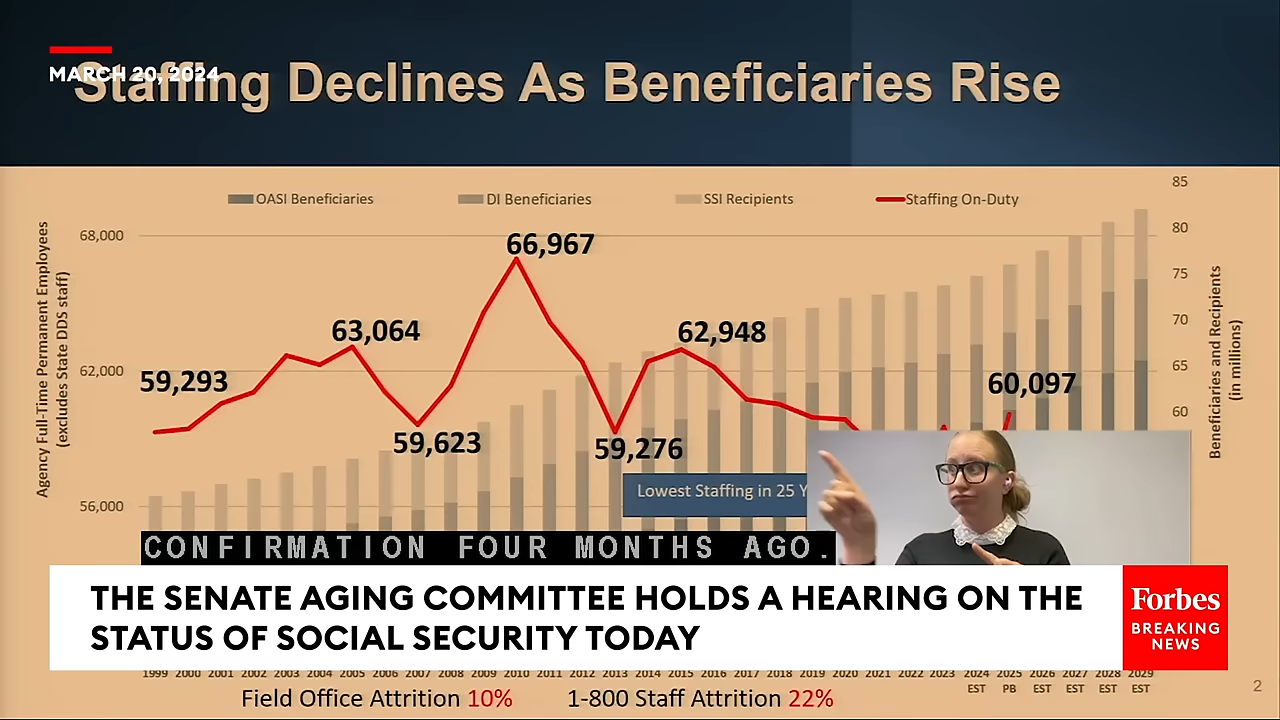 MARCH 20, 2024
Staffing Declines As Beneficiaries Rise
OASI Beneficiaries DI Beneficiaries SSI Recipients Staffing On-Duty
Agency Full-Time Permanent Employees
(excludes State DDS staff)
68,000
62,000
56,000
59,293
63,064
59,623
66,967
59,276
62,948
60,097
85
80
75
70
65
60
Beneficiaries and Recipients
(in millions)
Lowest Staffing in 25
CONFIRMATION FOUR MONTHS AGO.
THE SENATE AGING COMMITTEE HOLDS A HEARING ON THE
STATUS OF SOCIAL SECURITY TODAY
Forbes
BREAKING
NEWS
1999 2000 2001 2002 2003 2004 2005 2006 2007 2008 2009 2010 2011 2012 2013 2014 2015 2016 2017 2018 2019 2020 2021 2022 2023 2024 2025 2026 2027 2028 2029
EST PB EST EST EST EST
Field Office Attrition 10% 1-800 Staff Attrition 22%
2